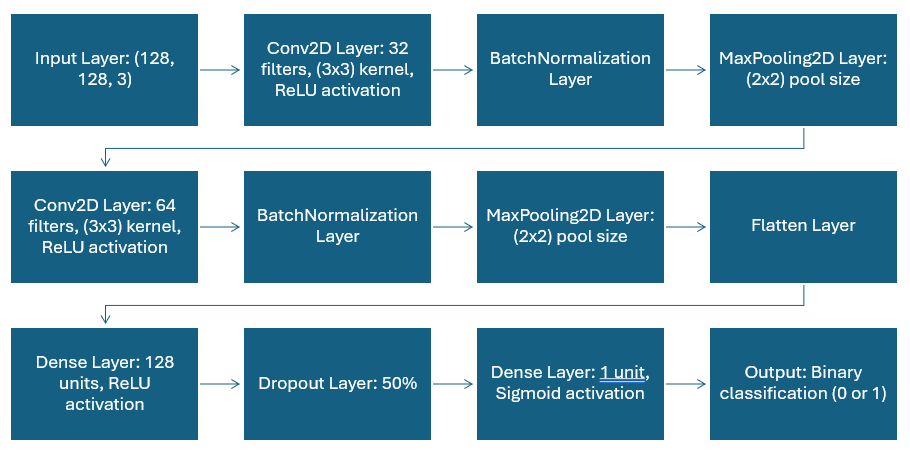 Input Layer: (128,
128, 3)
Conv2D Layer: 32
filters, (3x3) kernel,
ReLU activation
BatchNormalization
Layer
MaxPooling2D Layer:
(2x2) pool size
Conv2D Layer: 64
filters, (3x3) kernel,
ReLU activation
BatchNormalization
Layer
MaxPooling2D Layer:
(2x2) pool size
Flatten Layer
Dense Layer: 128
units, ReLU
activation
Dropout Layer: 50%
Dense Layer: 1 unit,
Sigmoid activation
Output: Binary
classification (0 or 1)